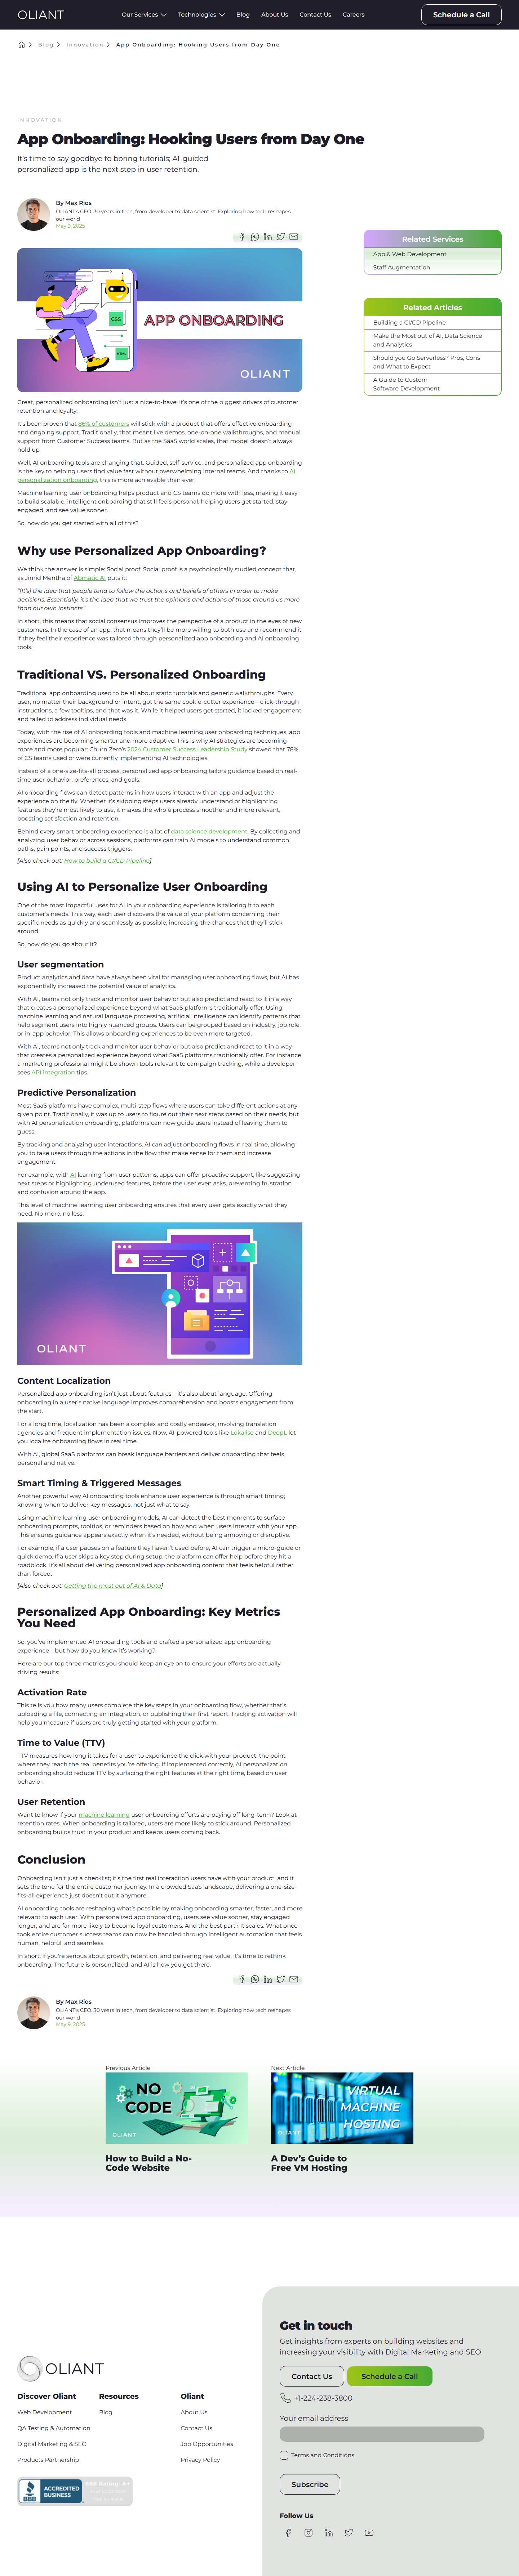 OLIANT
Our Services
Technologies
Blog
About Us
Contact Us
Careers
Schedule a Call
Blog
Innovation
App Onboarding: Hooking Users from Day One
INNOVATION
App Onboarding: Hooking Users from Day One
It's time to say goodbye to boring tutorials; AI-guided
personalized app is the next step in user retention.
By Max Rios
OLIANT's CEO. 30 years in tech, from developer to data scientist. Exploring how tech reshapes
our world
May 9, 2025
Related Services
App & Web Development
Staff Augmentation
Related Articles
Building a CI/CD Pipeline
Make the Most out of AI, Data Science
and Analytics
Should you Go Serverless? Pros, Cons
and What to Expect
A Guide to Custom
Software Development
CSS
HTML
APP ONBOARDING
OLIANT
Great, personalized onboarding isn't just a nice-to-have; it's one of the biggest drivers of customer
retention and loyalty.
It's been proven that 86% of customers will stick with a product that offers effective onboarding
and ongoing support. Traditionally, that meant live demos, one-on-one walkthroughs, and manual
support from Customer Success teams. But as the SaaS world scales, that model doesn't always
hold up.
Well, AI onboarding tools are changing that. Guided, self-service, and personalized app onboarding
is the key to helping users find value fast without overwhelming internal teams. And thanks to AI
personalization onboarding, this is more achievable than ever.
Machine learning user onboarding helps product and CS teams do more with less, making it easy
to build scalable, intelligent onboarding that still feels personal, helping users get started, stay
engaged, and see value sooner.
So, how do you get started with all of this?
Why use Personalized App Onboarding?
We think the answer is simple: Social proof. Social proof is a psychologically studied concept that,
as Jimid Mentha of Abmatic AI puts it:
"[It's] the idea that people tend to follow the actions and beliefs of others in order to make
decisions. Essentially, it's the idea that we trust the opinions and actions of those around us more
than our own instincts."
In short, this means that social consensus improves the perspective of a product in the eyes of new
customers. In the case of an app, that means they'll be more willing to both use and recommend it
if they feel their experience was tailored through personalized app onboarding and AI onboarding
tools.
Traditional VS. Personalized Onboarding
Traditional app onboarding used to be all about static tutorials and generic walkthroughs. Every
user, no matter their background or intent, got the same cookie-cutter experience—click-through
instructions, a few tooltips, and that was it. While it helped users get started, it lacked engagement
and failed to address individual needs.
Today, with the rise of AI onboarding tools and machine learning user onboarding techniques, app
experiences are becoming smarter and more adaptive. This is why AI strategies are becoming
more and more popular; Churn Zero's 2024 Customer Success Leadership Study showed that 78%
of CS teams used or were currently implementing AI technologies.
Instead of a one-size-fits-all process, personalized app onboarding tailors guidance based on real-
time user behavior, preferences, and goals.
AI onboarding flows can detect patterns in how users interact with an app and adjust the
experience on the fly. Whether it's skipping steps users already understand or highlighting
features they're most likely to use, it makes the whole process smoother and more relevant,
boosting satisfaction and retention.
Behind every smart onboarding experience is a lot of data science development. By collecting and
analyzing user behavior across sessions, platforms can train AI models to understand common
paths, pain points, and success triggers.
[Also check out: How to build a CI/CD Pipeline]
Using AI to Personalize User Onboarding
One of the most impactful uses for AI in your onboarding experience is tailoring it to each
customer's needs. This way, each user discovers the value of your platform concerning their
specific needs as quickly and seamlessly as possible, increasing the chances that they'll stick
around.
So, how do you go about it?
User segmentation
Product analytics and data have always been vital for managing user onboarding flows, but AI has
exponentially increased the potential value of analytics.
With AI, teams not only track and monitor user behavior but also predict and react to it in a way
that creates a personalized experience beyond what SaaS platforms traditionally offer. Using
machine learning and natural language processing, artificial intelligence can identify patterns that
help segment users into highly nuanced groups. Users can be grouped based on industry, job role,
or in-app behavior. This allows onboarding experiences to be even more targeted.
With AI, teams not only track and monitor user behavior but also predict and react to it in a way
that creates a personalized experience beyond what SaaS platforms traditionally offer. For instance
a marketing professional might be shown tools relevant to campaign tracking, while a developer
sees API integration tips.
Predictive Personalization
Most SaaS platforms have complex, multi-step flows where users can take different actions at any
given point. Traditionally, it was up to users to figure out their next steps based on their needs, but
with AI personalization onboarding, platforms can now guide users instead of leaving them to
guess.
By tracking and analyzing user interactions, AI can adjust onboarding flows in real time, allowing
you to take users through the actions in the flow that make sense for them and increase
engagement.
For example, with AI learning from user patterns, apps can offer proactive support, like suggesting
next steps or highlighting underused features, before the user even asks, preventing frustration
and confusion around the app.
This level of machine learning user onboarding ensures that every user gets exactly what they
need. No more, no less.
OLIANT
Content Localization
Personalized app onboarding isn't just about features—it's also about language. Offering
onboarding in a user's native language improves comprehension and boosts engagement from
the start.
For a long time, localization has been a complex and costly endeavor, involving translation
agencies and frequent implementation issues. Now, AI-powered tools like Lokalise and DeepL let
you localize onboarding flows in real time.
With AI, global SaaS platforms can break language barriers and deliver onboarding that feels
personal and native.
Smart Timing & Triggered Messages
Another powerful way AI onboarding tools enhance user experience is through smart timing;
knowing when to deliver key messages, not just what to say.
Using machine learning user onboarding models, AI can detect the best moments to surface
onboarding prompts, tooltips, or reminders based on how and when users interact with your app.
This ensures guidance appears exactly when it's needed, without being annoying or disruptive.
For example, if a user pauses on a feature they haven't used before, AI can trigger a micro-guide or
quick demo. If a user skips a key step during setup, the platform can offer help before they hit a
roadblock. It's all about delivering personalized app onboarding content that feels helpful rather
than forced.
[Also check out: Getting the most out of AI & Data]
Personalized App Onboarding: Key Metrics
You Need
So, you've implemented AI onboarding tools and crafted a personalized app onboarding
experience—but how do you know it's working?
Here are our top three metrics you should keep an eye on to ensure your efforts are actually
driving results:
Activation Rate
This tells you how many users complete the key steps in your onboarding flow, whether that's
uploading a file, connecting an integration, or publishing their first report. Tracking activation will
help you measure if users are truly getting started with your platform.
Time to Value (TTV)
TTV measures how long it takes for a user to experience the click with your product, the point
where they reach the real benefits you're offering. If implemented correctly, AI personalization
onboarding should reduce TTV by surfacing the right features at the right time, based on user
behavior.
User Retention
Want to know if your machine learning user onboarding efforts are paying off long-term? Look at
retention rates. When onboarding is tailored, users are more likely to stick around. Personalized
onboarding builds trust in your product and keeps users coming back.
Conclusion
Onboarding isn't just a checklist; it's the first real interaction users have with your product, and it
sets the tone for the entire customer journey. In a crowded SaaS landscape, delivering a one-size-
fits-all experience just doesn't cut it anymore.
AI onboarding tools are reshaping what's possible by making onboarding smarter, faster, and more
relevant to each user. With personalized app onboarding, users see value sooner, stay engaged
longer, and are far more likely to become loyal customers. And the best part? It scales. What once
took entire customer success teams can now be handled through intelligent automation that feels
human, helpful, and seamless.
In short, if you're serious about growth, retention, and delivering real value, it's time to rethink
onboarding. The future is personalized, and AI is how you get there.
By Max Rios
OLIANT's CEO. 30 years in tech, from developer to data scientist. Exploring how tech reshapes
our world
May 9, 2025
Previous Article
NO
CODE
OLIANT
How to Build a No-
Code Website
Next Article
VIRTUAL
MACHINE
HOSTING
OLIANT
A Dev's Guide to
Free VM Hosting
Get in touch
Get insights from experts on building websites and
increasing your visibility with Digital Marketing and SEO
Contact Us
Schedule a Call
+1-224-238-3800
Your email address
Terms and Conditions
Subscribe
Follow Us
OLIANT
Discover Oliant
Web Development
QA Testing & Automation
Digital Marketing & SEO
Products Partnership
Resources
Blog
Oliant
About Us
Contact Us
Job Opportunities
Privacy Policy
BBB
ACCREDITED
BUSINESS
BBB Rating: A+